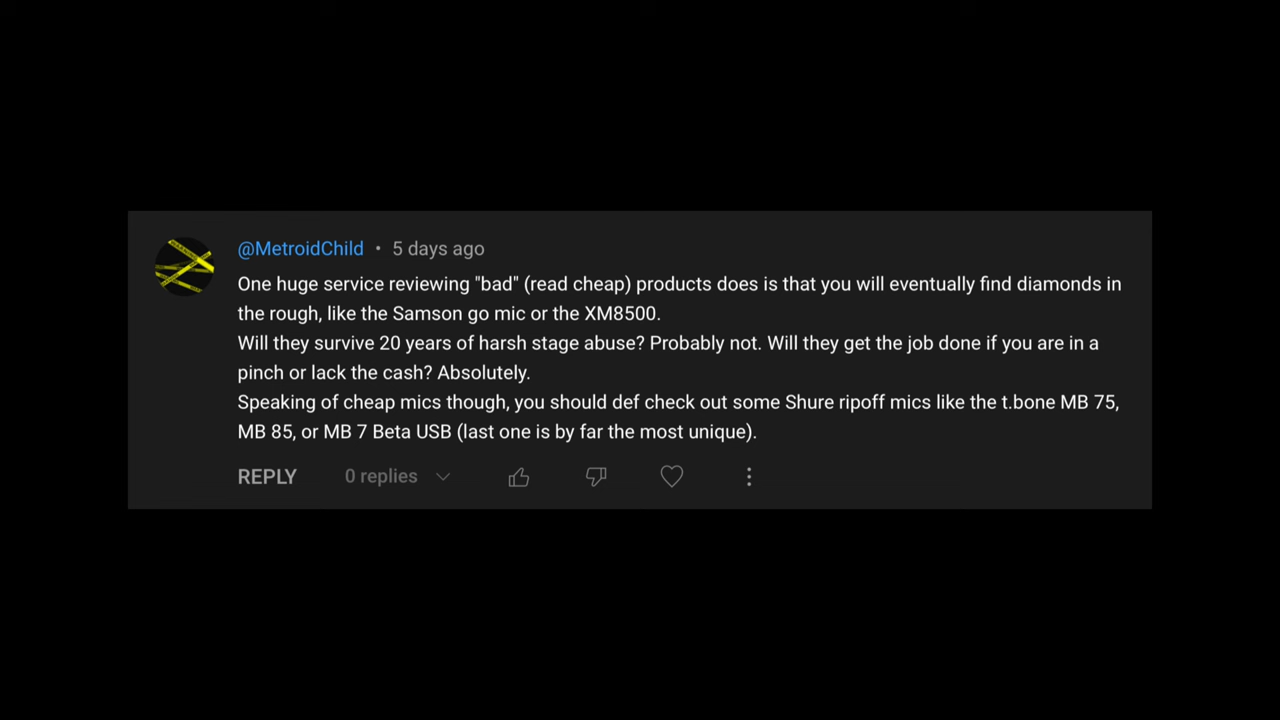 @MetroidChild • 5 days ago
One huge service reviewing "bad" (read cheap) products does is that you will eventually find diamonds in
the rough, like the Samson go mic or the XM8500.
Will they survive 20 years of harsh stage abuse? Probably not. Will they get the job done if you are in a
pinch or lack the cash? Absolutely.
Speaking of cheap mics though, you should def check out some Shure ripoff mics like the t.bone MB 75,
MB 85, or MB 7 Beta USB (last one is by far the most unique).
REPLY 0 replies